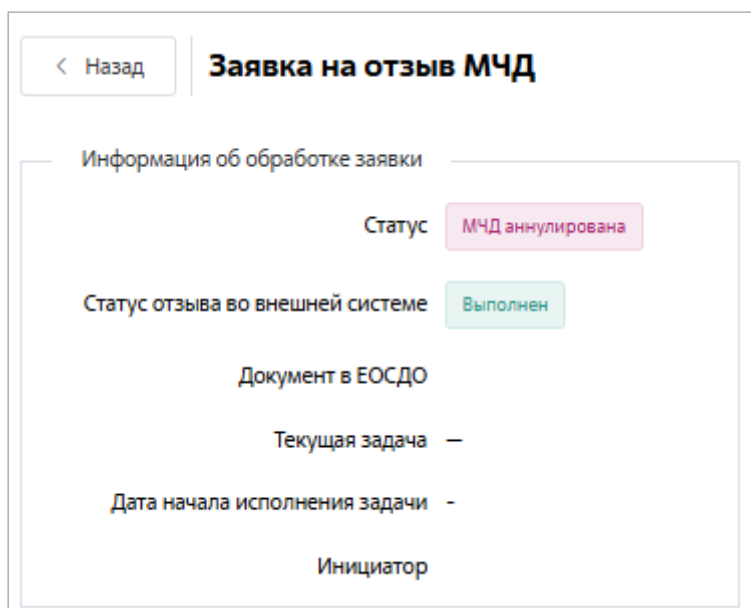 < Назад
Заявка на отзыв МЧД
Информация об обработке заявки
Статус МЧД аннулирована
Статус отзыва во внешней системе Выполнен
Документ в ЕОСДО
Текущая задача —
Дата начала исполнения задачи -
Инициатор